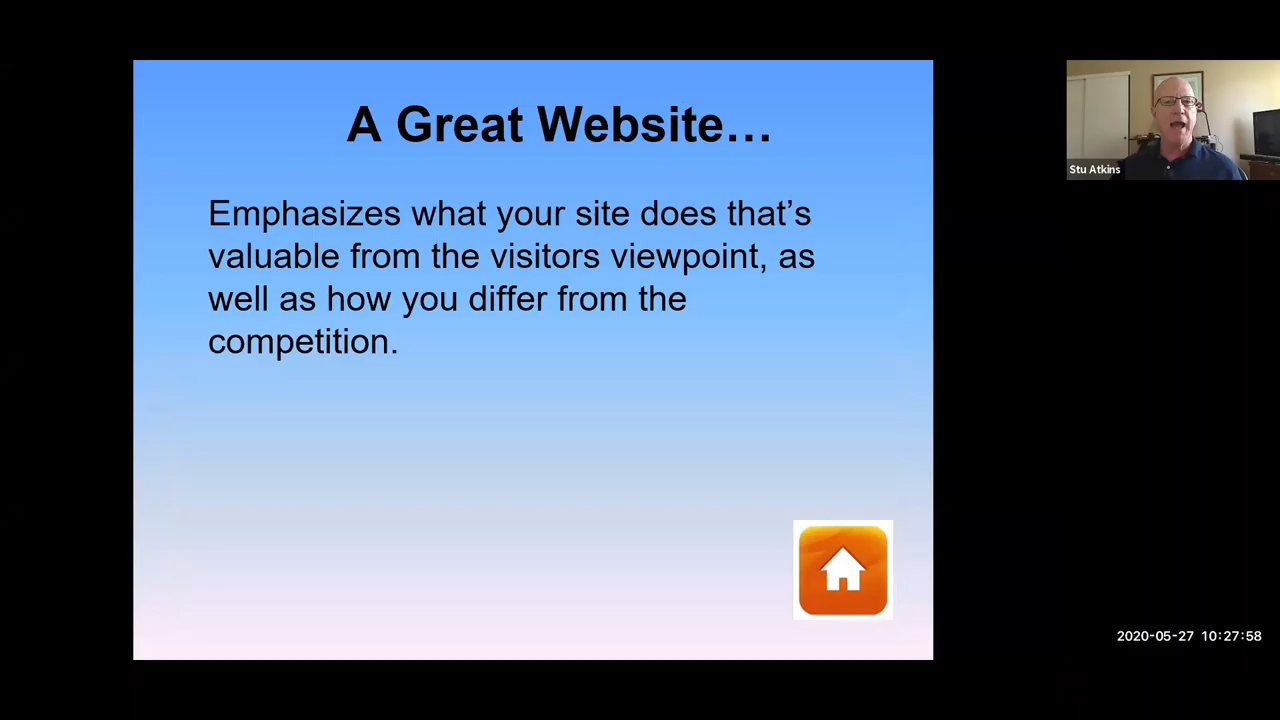 A Great Website…
Emphasizes what your site does that’s
valuable from the visitors viewpoint, as
well as how you differ from the
competition.
Stu Atkins
2020-05-27 10:27:58